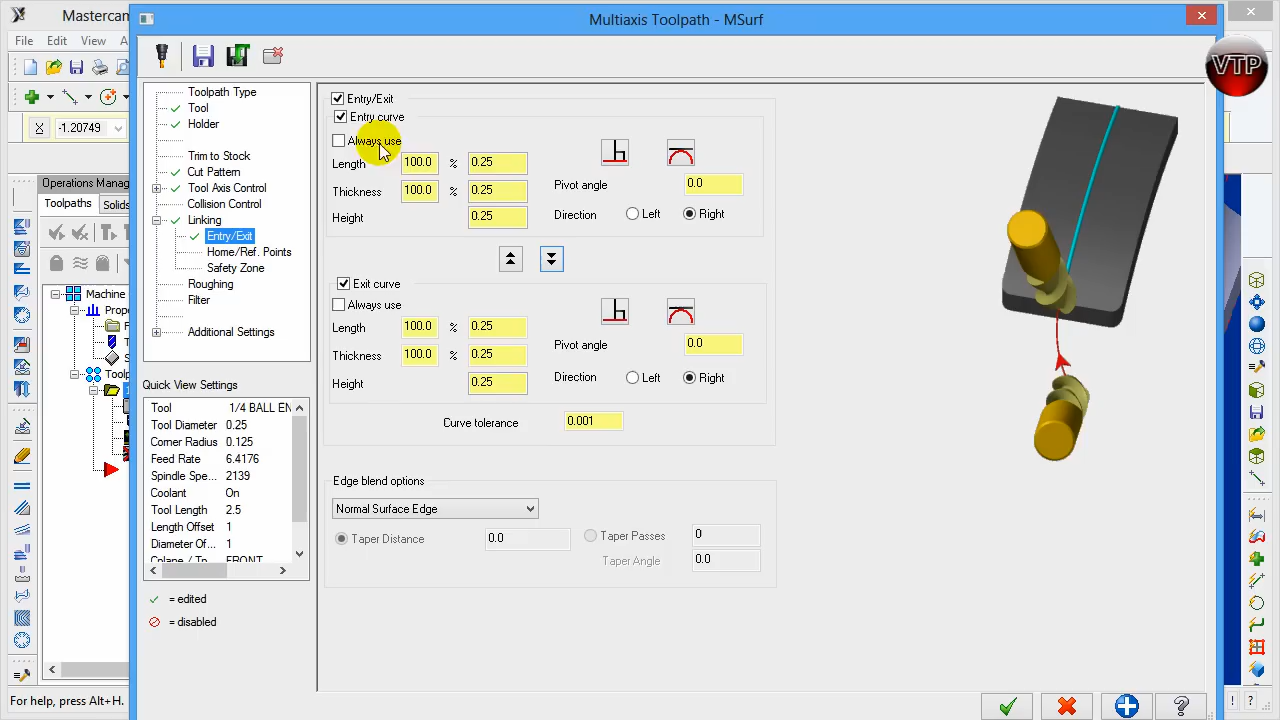 Mastercam
Multiaxis Toolpath - MSurf
File Edit View A
VTP
-1.20749
Operations Manag
Toolpaths Solids
Machine
Prope
Toolp
Toolpath Type
Tool
Holder
Trim to Stock
Cut Pattern
Tool Axis Control
Collision Control
Linking
Entry/Exit
Home/Ref. Points
Safety Zone
Roughing
Filter
Additional Settings
Quick View Settings
Tool 1/4 BALL EN
Tool Diameter 0.25
Corner Radius 0.125
Feed Rate 6.4176
Spindle Spe... 2139
Coolant On
Tool Length 2.5
Length Offset 1
Diameter Of... 1
Cplane / Tp... FRONT
= edited
= disabled
Entry/Exit
Entry curve
Always use
Length 100.0 % 0.25
Thickness 100.0 % 0.25
Height 0.25
Pivot angle 0.0
Direction Left Right
Exit curve
Always use
Length 100.0 % 0.25
Thickness 100.0 % 0.25
Height 0.25
Pivot angle 0.0
Direction Left Right
Curve tolerance 0.001
Edge blend options
Normal Surface Edge
Taper Distance 0.0
Taper Passes 0
Taper Angle 0.0
For help, press Alt+H.